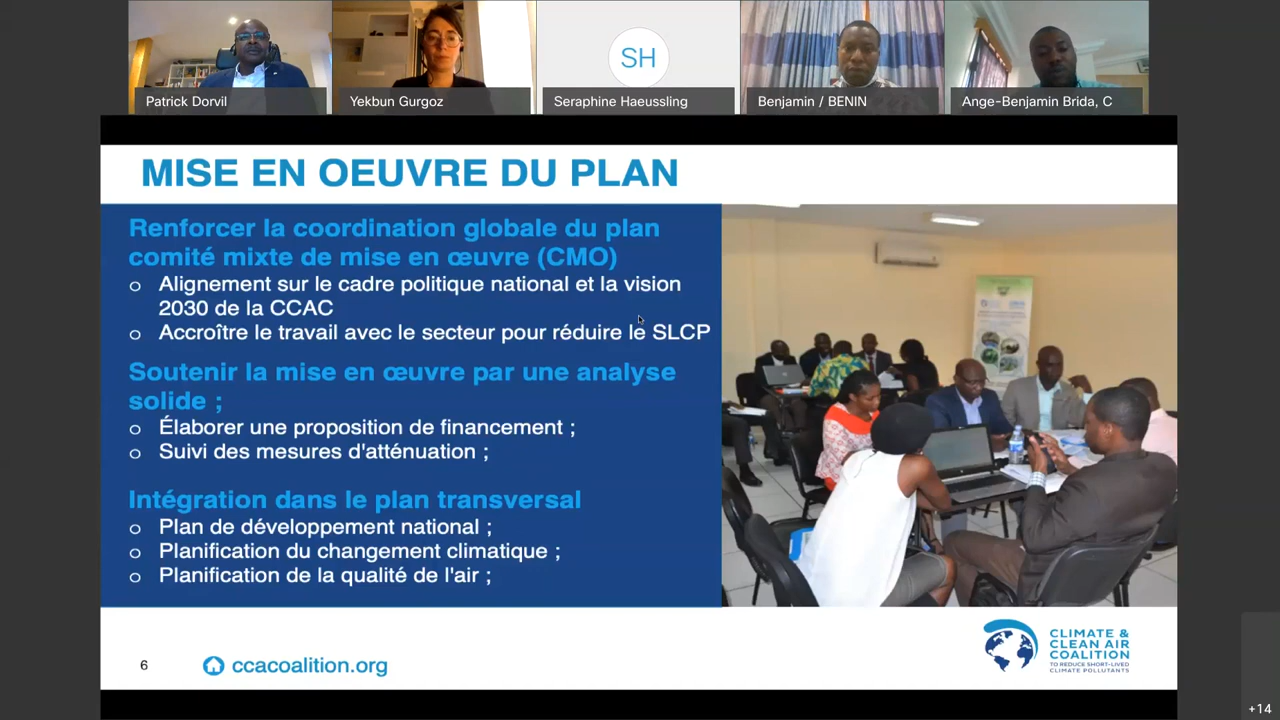 Patrick Dorvil
Yekbun Gurgoz
SH
Seraphine Haeussling
Benjamin / BENIN
Ange-Benjamin Brida, C
MISE EN OEUVRE DU PLAN
Renforcer la coordination globale du plan
comité mixte de mise en œuvre (CMO)
o Alignement sur le cadre politique national et la vision
2030 de la CCAC
o Accroître le travail avec le secteur pour réduire le SLCP
Soutenir la mise en œuvre par une analyse
solide ;
o Élaborer une proposition de financement ;
o Suivi des mesures d'atténuation ;
Intégration dans le plan transversal
o Plan de développement national ;
o Planification du changement climatique ;
o Planification de la qualité de l'air ;
6
ccacoalition.org
CLIMATE &
CLEAN AIR
COALITION
TO REDUCE SHORT-LIVED
CLIMATE POLLUTANTS
+14